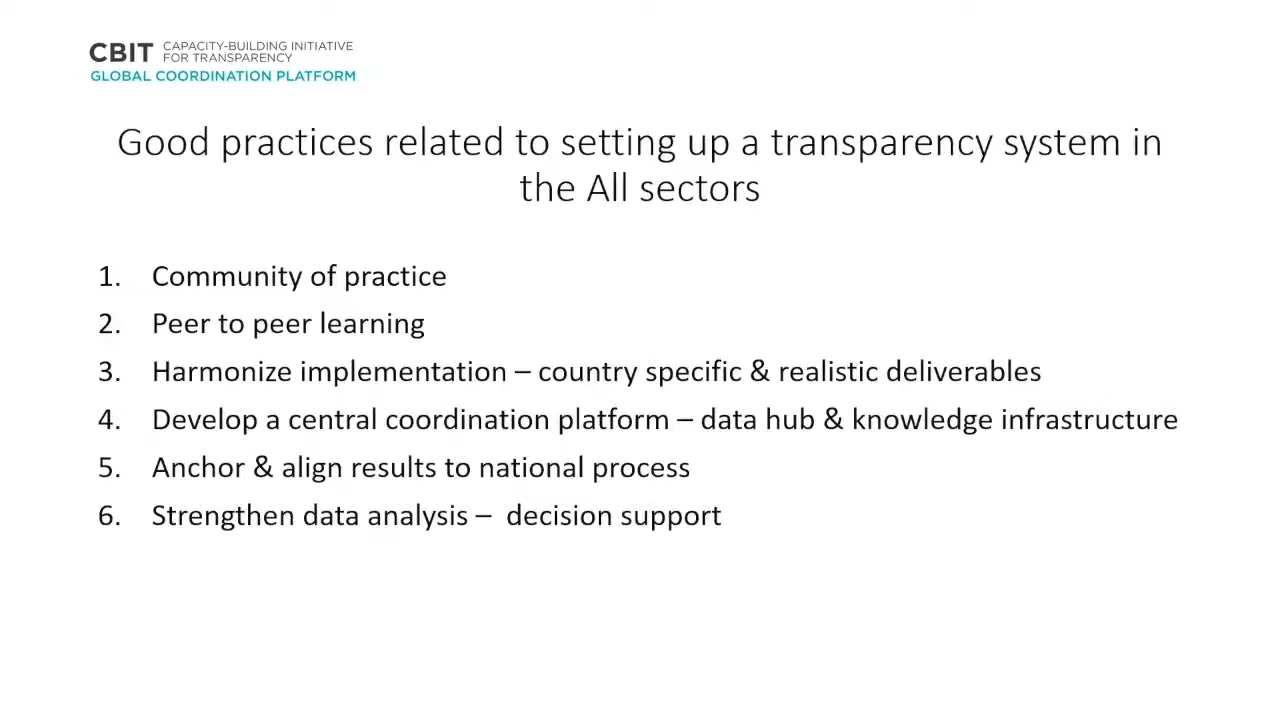 CBIT CAPACITY-BUILDING INITIATIVE
FOR TRANSPARENCY
GLOBAL COORDINATION PLATFORM
Good practices related to setting up a transparency system in
the All sectors
1. Community of practice
2. Peer to peer learning
3. Harmonize implementation – country specific & realistic deliverables
4. Develop a central coordination platform – data hub & knowledge infrastructure
5. Anchor & align results to national process
6. Strengthen data analysis – decision support